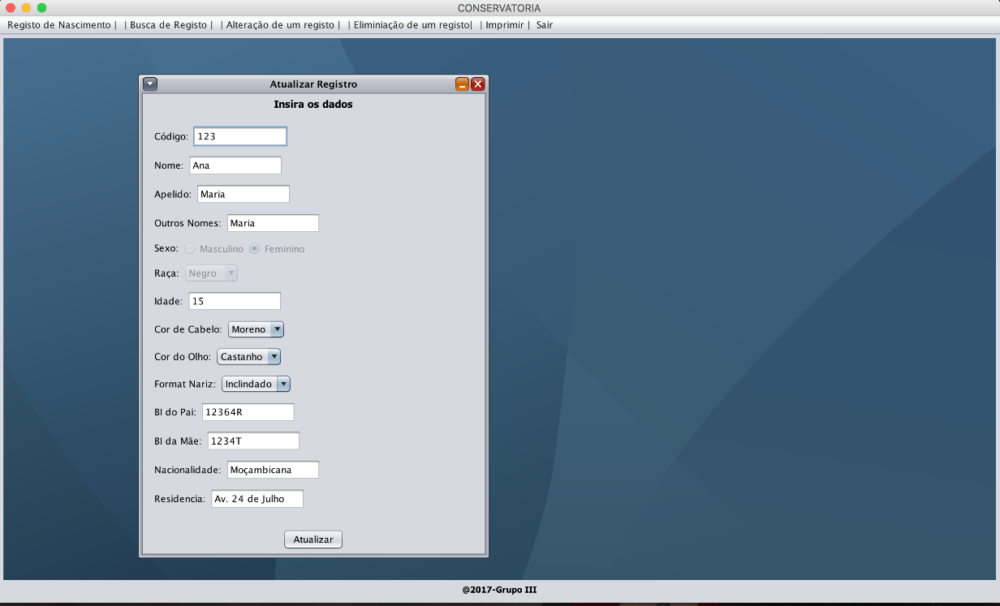 CONSERVATORIA
Registo de Nascimento | | Busca de Registo | | Alteração de um registo | | Eliminiação de um registo| | Imprimir | Sair
Atualizar Registro
Insira os dados
Código: 123
Nome: Ana
Apelido: Maria
Outros Nomes: Maria
Sexo: Masculino Feminino
Raça: Negro
Idade: 15
Cor de Cabelo: Moreno
Cor do Olho: Castanho
Format Nariz: Inclindado
BI do Pai: 12364R
BI da Mãe: 1234T
Nacionalidade: Moçambicana
Residencia: Av. 24 de Julho
Atualizar
@2017-Grupo III